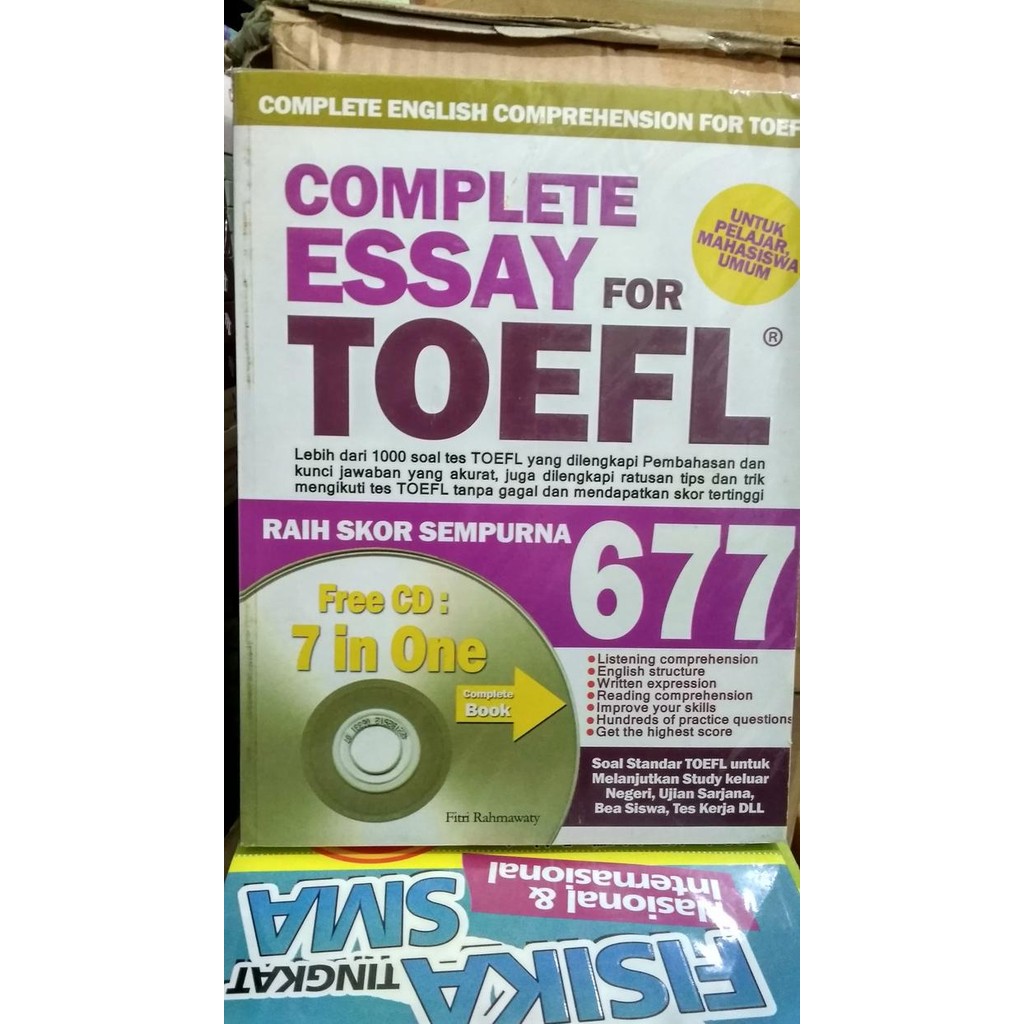 COMPLETE ENGLISH COMPREHENSION FOR TOEF
COMPLETE
ESSAY FOR
TOEFL®
UNTUK
PELAJAR,
MAHASISWA
UMUM
Lebih dari 1000 soal tes TOEFL yang dilengkapi Pembahasan dan
kunci jawaban yang akurat, juga dilengkapi ratusan tips dan trik
mengikuti tes TOEFL tanpa gagal dan mendapatkan skor tertinggi
RAIH SKOR SEMPURNA 677
Free CD :
7 in One
Complete
Book
•Listening comprehension
•English structure
•Written expression
•Reading comprehension
•Improve your skills
•Hundreds of practice questions
•Get the highest score
Soal Standar TOEFL untuk
Melanjutkan Study keluar
Negeri, Ujian Sarjana,
Bea Siswa, Tes Kerja DLL
Fitri Rahmawaty
FISIKA
TINGKAT
SMA
Nasional &
Internasional